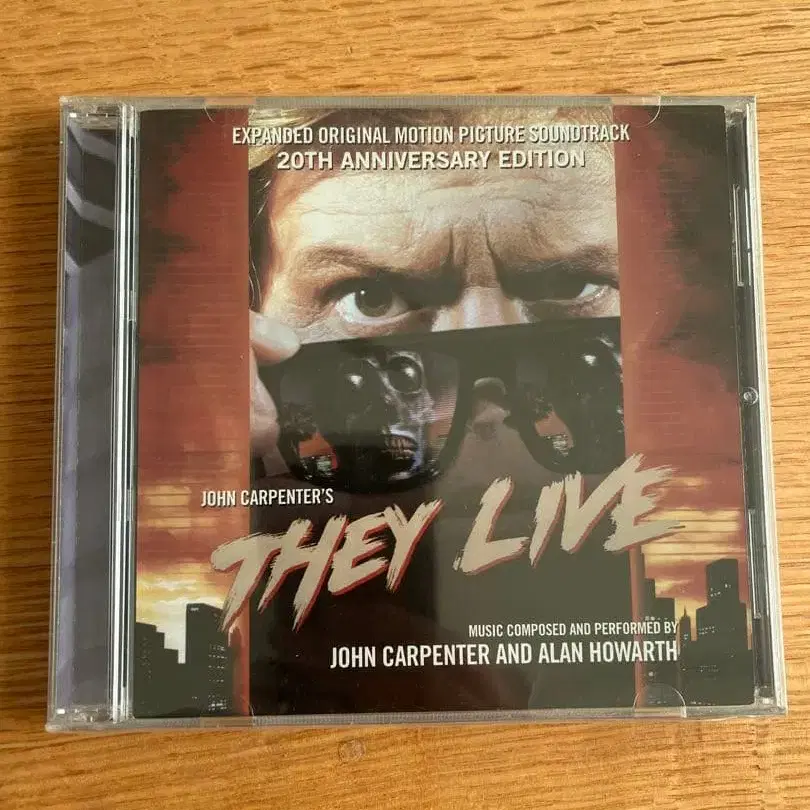 EXPANDED ORIGINAL MOTION PICTURE SOUNDTRACK
20TH ANNIVERSARY EDITION
JOHN CARPENTER'S
THEY LIVE
MUSIC COMPOSED AND PERFORMED BY
JOHN CARPENTER AND ALAN HOWARTH